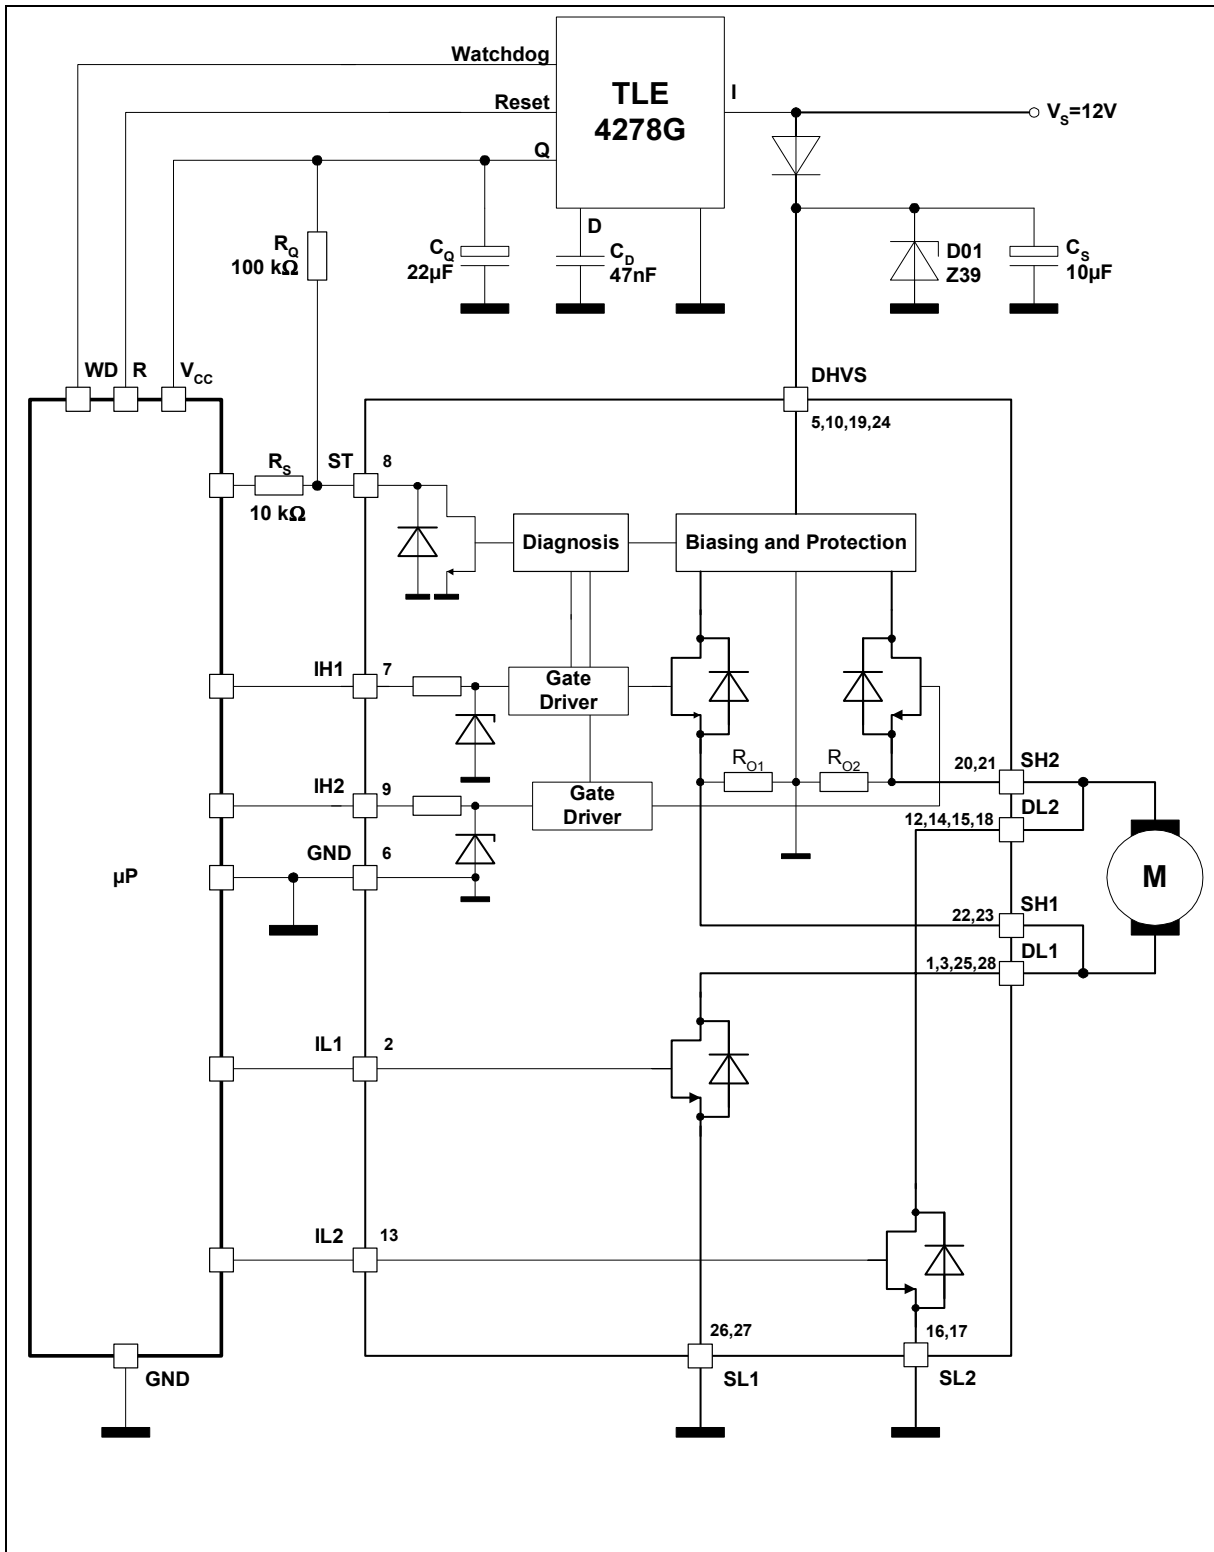 Watchdog
TLE
4278G
I
Reset
V_S=12V
Q
D
R_Q
100 kΩ
C_Q
22µF
C_D
47nF
D01
Z39
C_S
10µF
WD
R
V_CC
DHVS
5,10,19,24
R_S
10 kΩ
ST
8
Diagnosis
Biasing and Protection
IH1
7
Gate
Driver
R_O1
R_O2
20,21
SH2
IH2
9
Gate
Driver
12,14,15,18
DL2
GND
6
µP
M
22,23
SH1
1,3,25,28
DL1
IL1
2
IL2
13
26,27
16,17
GND
SL1
SL2